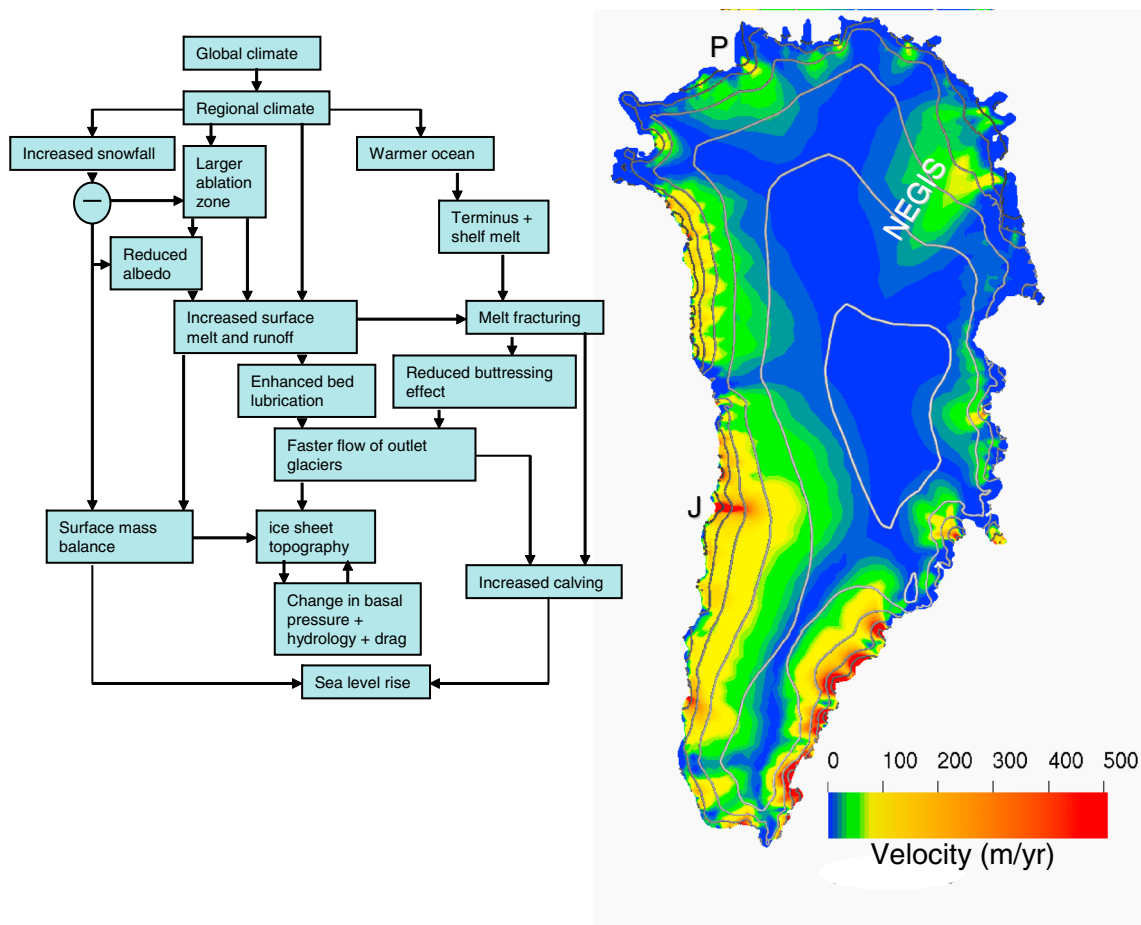 Global climate
Regional climate
Increased snowfall
Larger
ablation
zone
Warmer ocean
—
Terminus +
shelf melt
Reduced
albedo
Increased surface
melt and runoff
Melt fracturing
Enhanced bed
lubrication
Reduced buttressing
effect
Faster flow of outlet
glaciers
Surface mass
balance
ice sheet
topography
Increased calving
Change in basal
pressure +
hydrology + drag
Sea level rise
P
NEGIS
J
0 100 200 300 400 500
Velocity (m/yr)